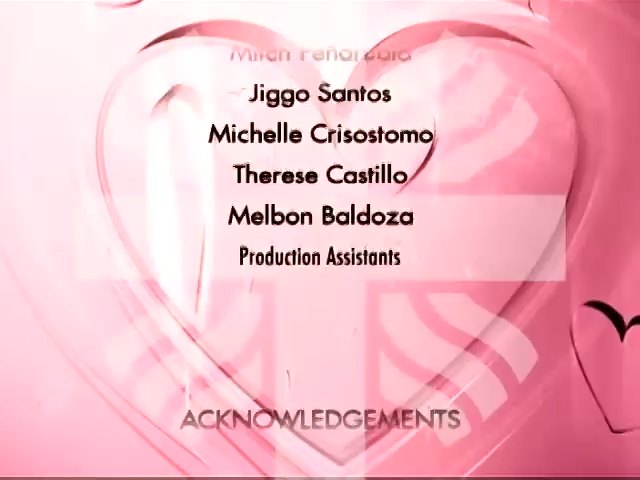 Jiggo Santos
Michelle Crisostomo
Therese Castillo
Melbon Baldoza
Production Assistants
ACKNOWLEDGEMENTS